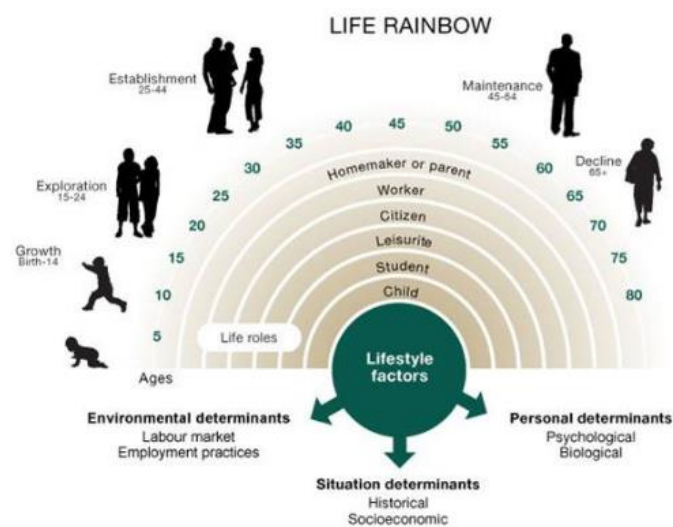 LIFE RAINBOW
Establishment
25-44
Maintenance
45-64
Exploration
15-24
Decline
65+
Growth
Birth-14
5
10
15
20
25
30
35
40
45
50
55
60
65
70
75
80
Homemaker or parent
Worker
Citizen
Leisurite
Student
Child
Life roles
Ages
Lifestyle
factors
Environmental determinants
Labour market
Employment practices
Personal determinants
Psychological
Biological
Situation determinants
Historical
Socioeconomic